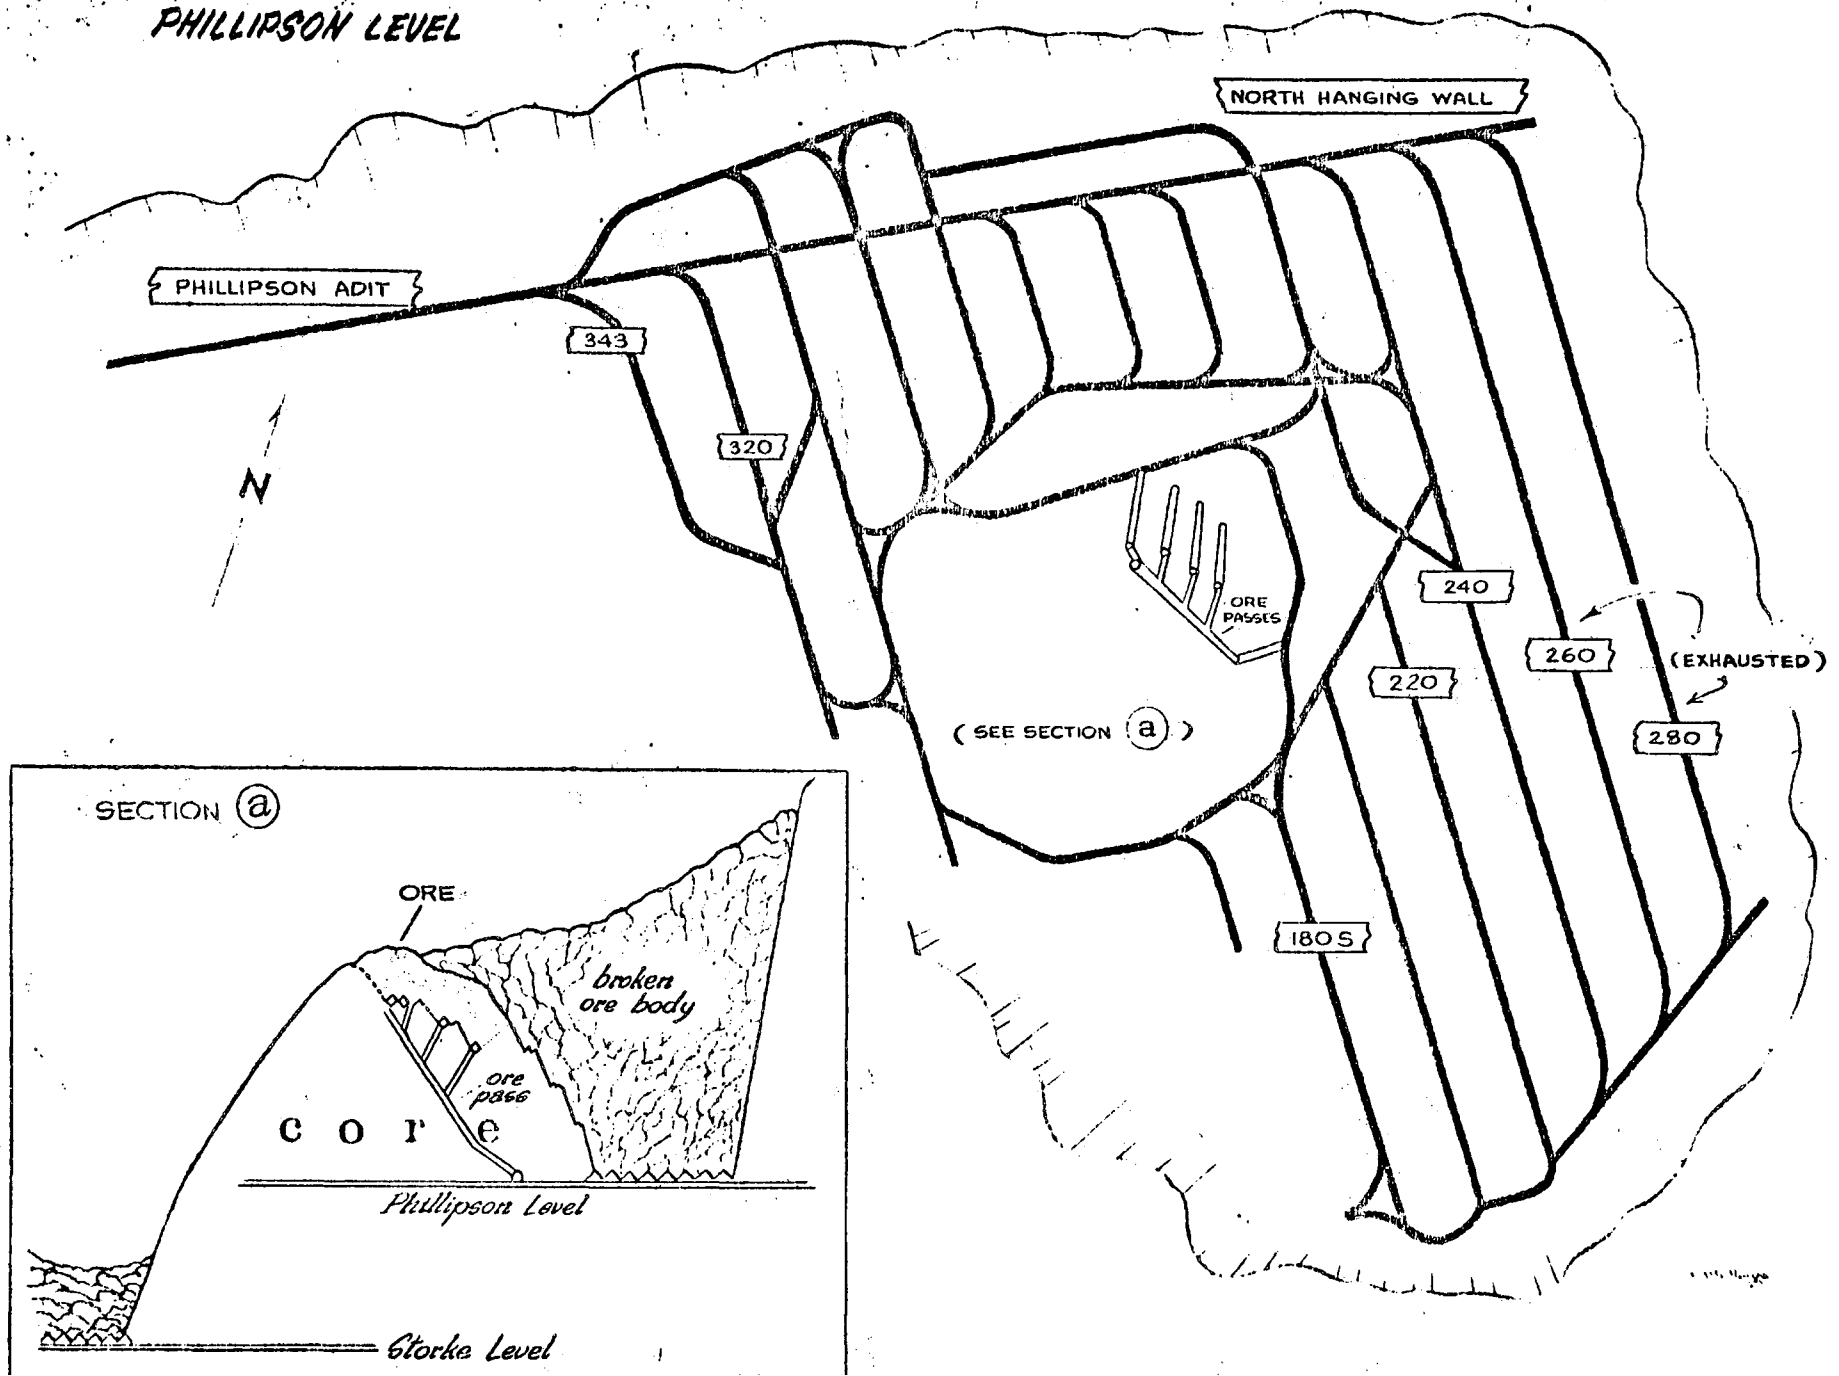 PHILLIPSON LEVEL
NORTH HANGING WALL
PHILLIPSON ADIT
343
N
320
ORE
PASSES
240
260
(EXHAUSTED)
220
(SEE SECTION a)
280
180 S
SECTION a
ORE
broken
ore body
ore
pass
core
Phillipson Level
Storke Level